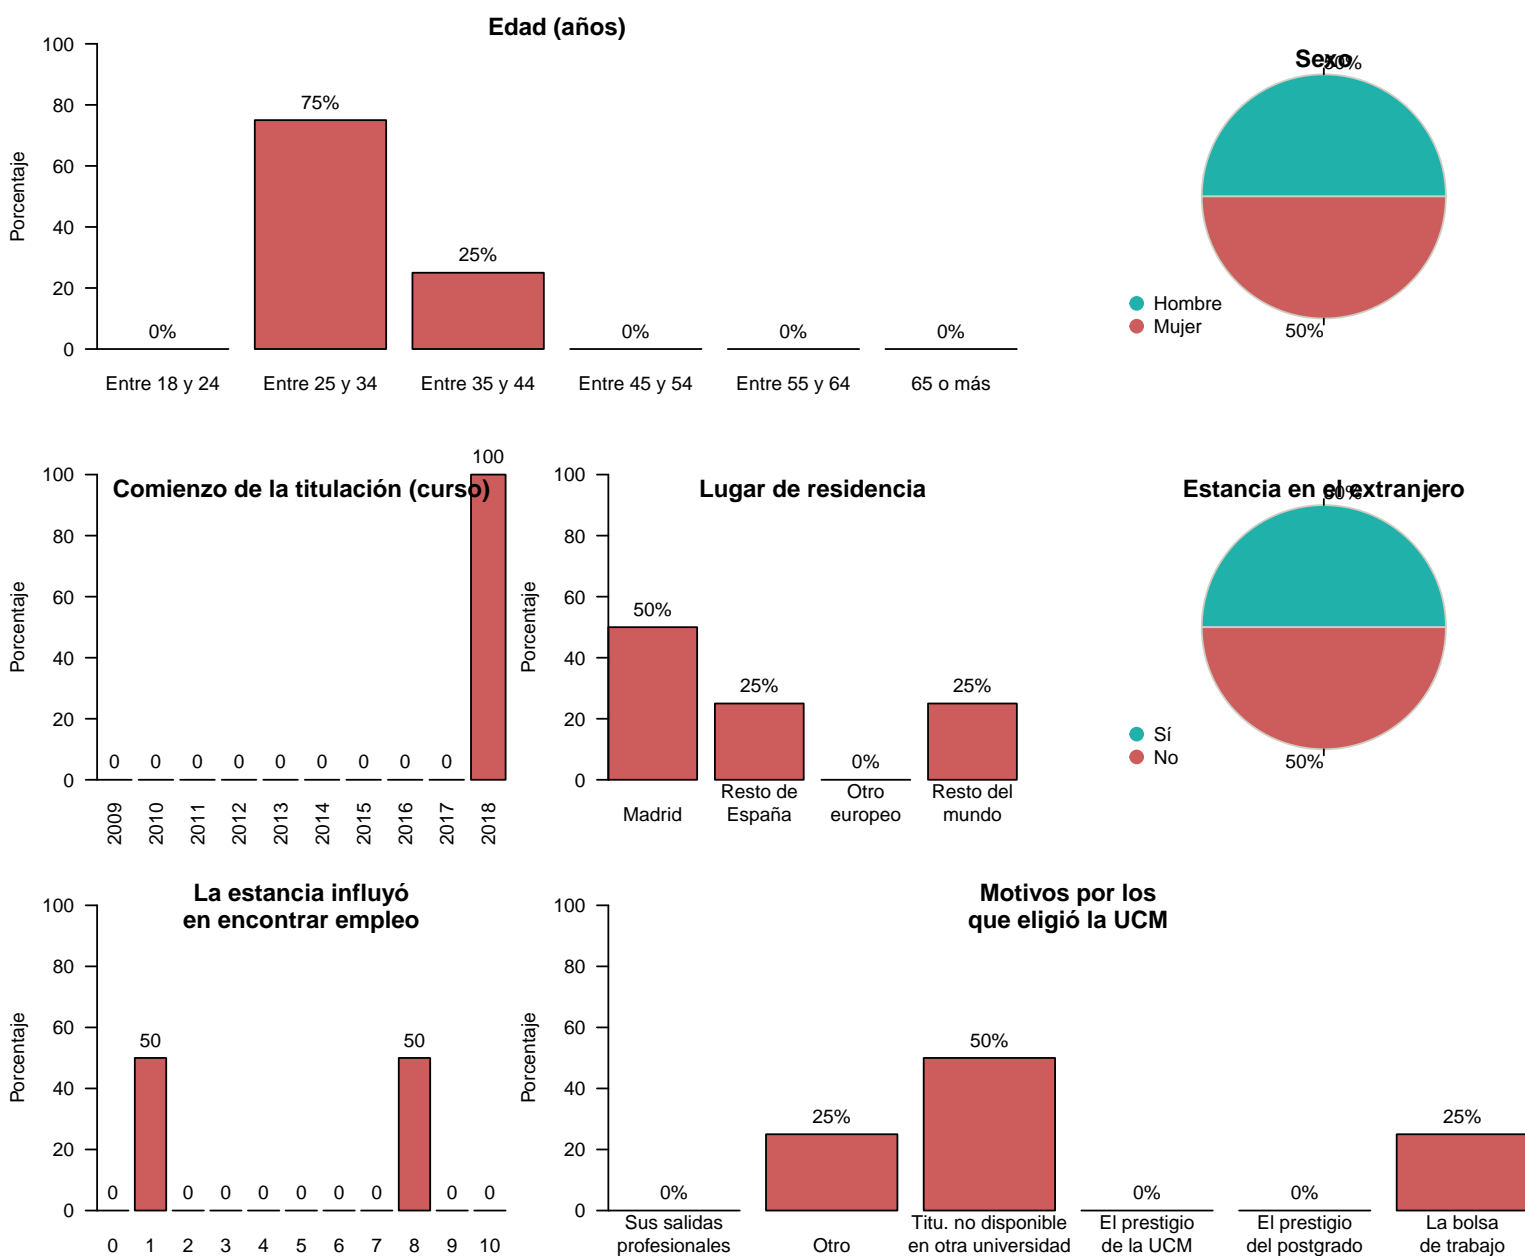 Edad (años)
Porcentaje
100
80
60
40
20
0
0%
75%
25%
0%
0%
0%
Entre 18 y 24
Entre 25 y 34
Entre 35 y 44
Entre 45 y 54
Entre 55 y 64
65 o más
Sexo
50%
Hombre
Mujer
50%
Comienzo de la titulación (curso)
Porcentaje
100
80
60
40
20
0
0
0
0
0
0
0
0
0
0
100
2009
2010
2011
2012
2013
2014
2015
2016
2017
2018
Lugar de residencia
Porcentaje
100
80
60
40
20
0
50%
25%
0%
25%
Madrid
Resto de
España
Otro
europeo
Resto del
mundo
Estancia en el extranjero
50%
Sí
No
50%
La estancia influyó
en encontrar empleo
Porcentaje
100
80
60
40
20
0
0
50
0
0
0
0
0
0
50
0
0
0
1
2
3
4
5
6
7
8
9
10
Motivos por los
que eligió la UCM
Porcentaje
100
80
60
40
20
0
0%
25%
50%
0%
0%
25%
Sus salidas
profesionales
Otro
Titu. no disponible
en otra universidad
El prestigio
de la UCM
El prestigio
del postgrado
La bolsa
de trabajo